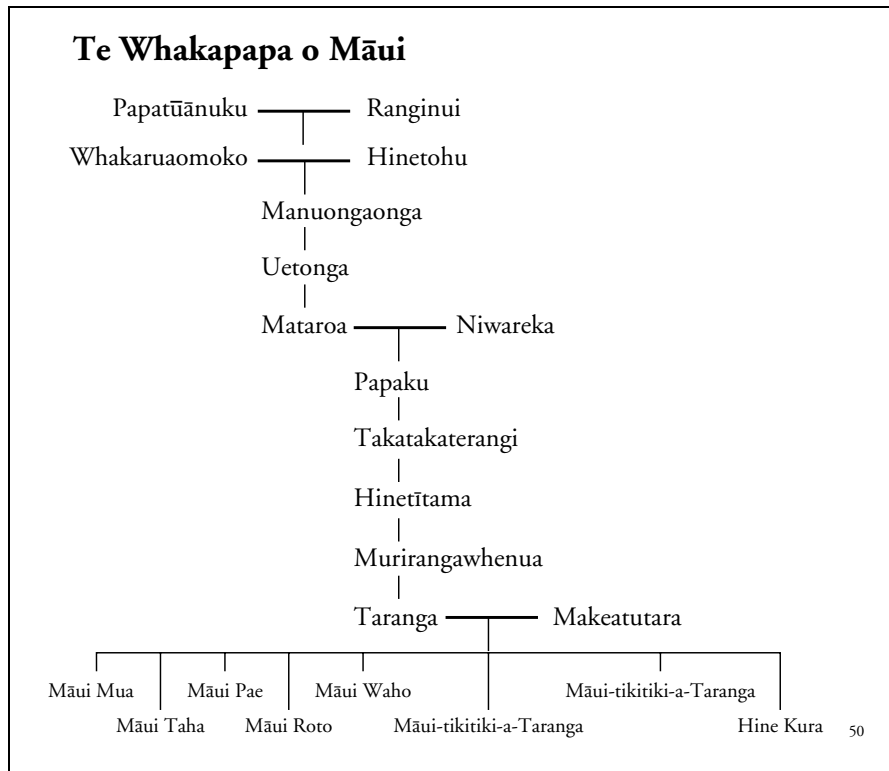 Te Whakapapa o Māui
Papatūānuku Ranginui
Whakaruaomoko Hinetohu
Manuongaonga
Uetonga
Mataroa Niwareka
Papaku
Takatakaterangi
Hinetītama
Murirangawhenua
Taranga Makeatutara
Māui Mua Māui Pae Māui Waho Māui-tikitiki-a-Taranga
Māui Taha Māui Roto Māui-tikitiki-a-Taranga Hine Kura 50